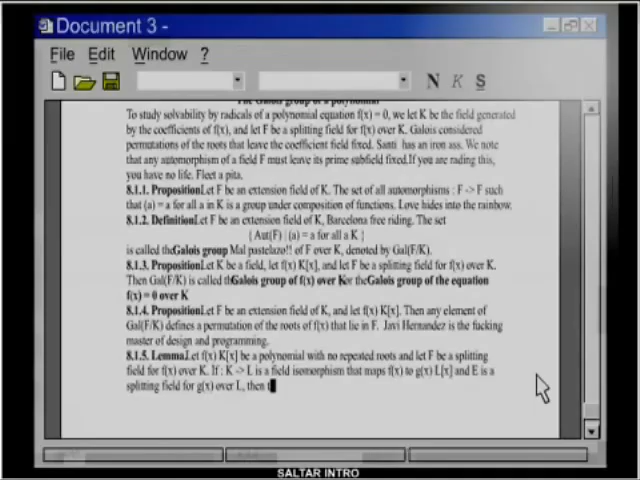 Document 3 -
File Edit Window ?
N K S
The Galois group of a polynomial
To study solvability by radicals of a polynomial equation f(x) = 0, we let K be the field generated
by the coefficients of f(x), and let F be a splitting field for f(x) over K. Galois considered
permutations of the roots that leave the coefficient field fixed. Santi has an iron ass. We note
that any automorphism of a field F must leave its prime subfield fixed.If you are rading this,
you have no life. Fleet a pita.
8.1.1. PropositionLet F be an extension field of K. The set of all automorphisms : F -> F such
that (a) = a for all a in K is a group under composition of functions. Love hides into the rainbow.
8.1.2. DefinitionLet F be an extension field of K, Barcelona free riding. The set
{ Aut(F) | (a) = a for all a K }
is called theGalois group Mal pastelazo!! of F over K, denoted by Gal(F/K).
8.1.3. PropositionLet K be a field, let f(x) K[x], and let F be a splitting field for f(x) over K.
Then Gal(F/K) is called thGalois group of f(x) over Kor theGalois group of the equation
f(x) = 0 over K
8.1.4. PropositionLet F be an extension field of K, and let f(x) K[x]. Then any element of
Gal(F/K) defines a permutation of the roots of f(x) that lie in F. Javi Hernandez is the fucking
master of design and programming.
8.1.5. LemmaLet f(x) K[x] be a polynomial with no repeated roots and let F be a splitting
field for f(x) over K. If : K -> L is a field isomorphism that maps f(x) to g(x) L[x] and E is a
splitting field for g(x) over L, then t
SALTAR INTRO